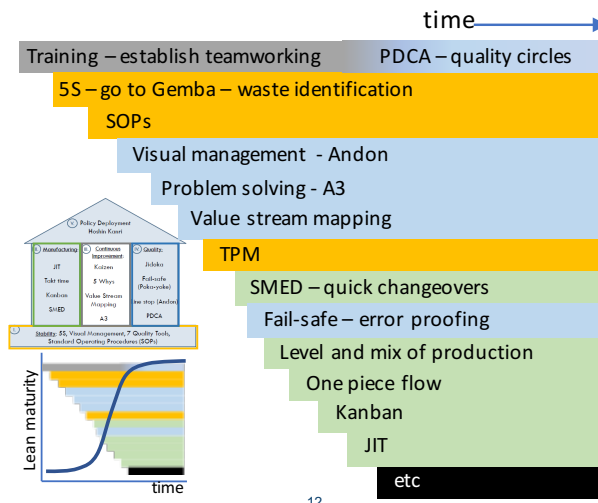 time
Training – establish teamworking PDCA – quality circles
5S – go to Gemba – waste identification
SOPs
Visual management - Andon
Problem solving - A3
Value stream mapping
TPM
SMED – quick changeovers
Fail-safe – error proofing
Level and mix of production
One piece flow
Kanban
JIT
etc
Policy Deployment
Hoshin Kanri
Manufacturing:
JIT
Takt time
Kanban
SMED
Continuous
Improvement:
Kaizen
5 Whys
Value Stream
Mapping
A3
Quality:
Jidoka
Fail-safe
(Poka-yoke)
ine stop (Andon)
PDCA
Stability: 5S, Visual Management, 7 Quality Tools,
Standard Operating Procedures (SOPs)
Lean maturity
time
12